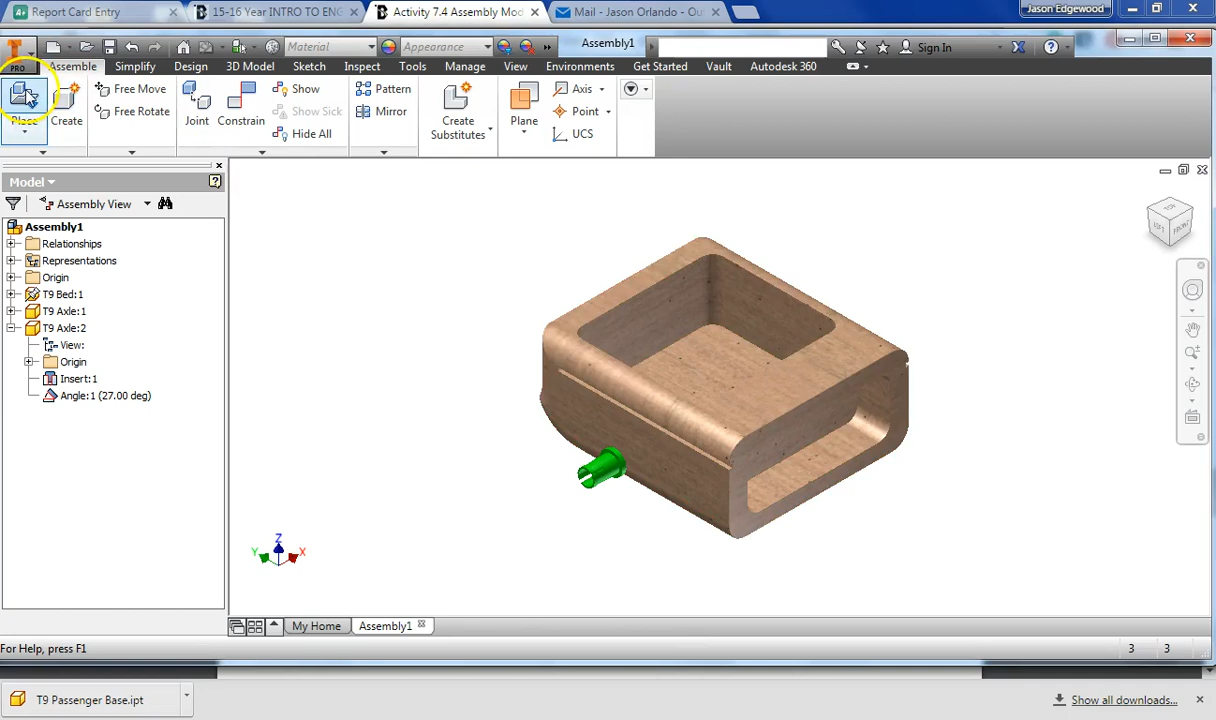 Report Card Entry
15-16 Year INTRO TO ENG
Activity 7.4 Assembly Mod
Mail - Jason Orlando - Ou
Jason Edgewood
Material
Appearance
Assembly1
Sign In
PRO
Assemble
Simplify
Design
3D Model
Sketch
Inspect
Tools
Manage
View
Environments
Get Started
Vault
Autodesk 360
Place
Create
Free Move
Free Rotate
Joint
Constrain
Show
Show Sick
Hide All
Pattern
Mirror
Create
Substitutes
Plane
Axis
Point
UCS
Model
Assembly View
Assembly1
Relationships
Representations
Origin
T9 Bed:1
T9 Axle:1
T9 Axle:2
View:
Origin
Insert:1
Angle:1 (27.00 deg)
TOP
LEFT
FRONT
Z
Y
X
My Home
Assembly1
For Help, press F1
3
3
T9 Passenger Base.ipt
Show all downloads...